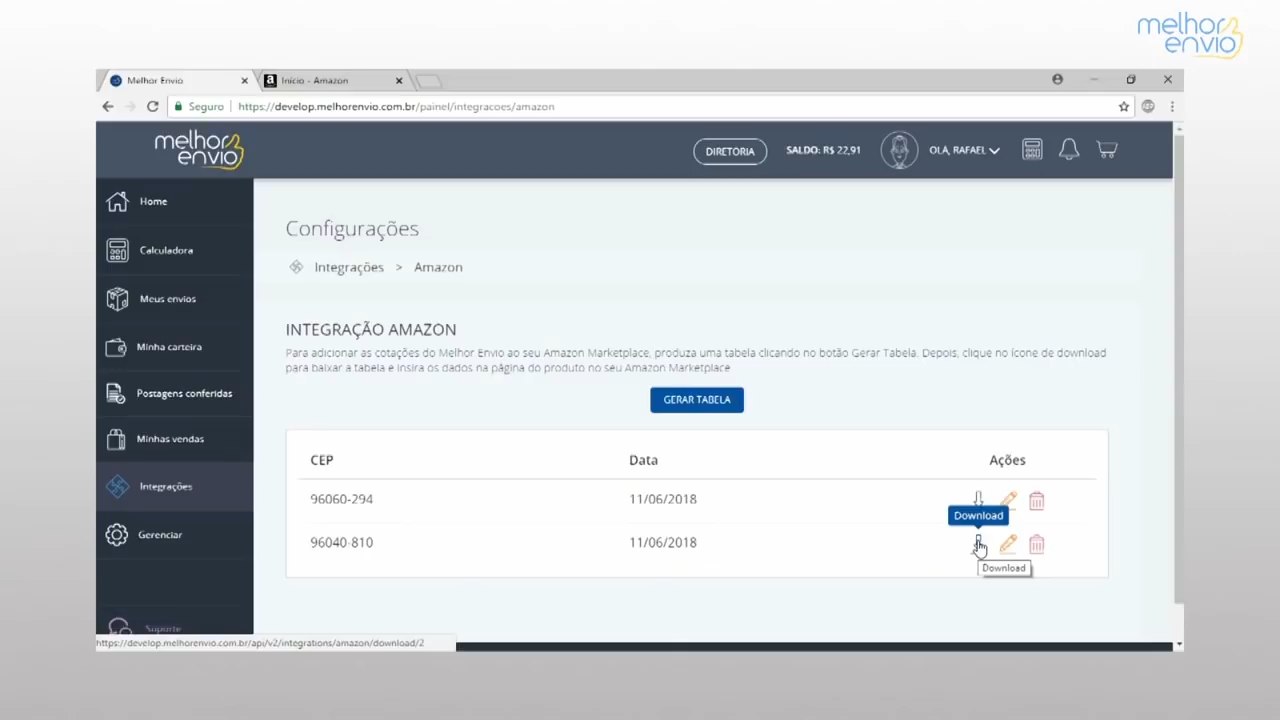 melhor
envio
Melhor Envio
Início - Amazon
Seguro
https://develop.melhorenvio.com.br/painel/integracoes/amazon
melhor
envio
DIRETORIA
SALDO: R$ 22,91
OLÁ, RAFAEL
Home
Calculadora
Meus envios
Minha carteira
Postagens conferidas
Minhas vendas
Integrações
Gerenciar
Suporte
Configurações
Integrações > Amazon
INTEGRAÇÃO AMAZON
Para adicionar as cotações do Melhor Envio ao seu Amazon Marketplace, produza uma tabela clicando no botão Gerar Tabela. Depois, clique no ícone de download
para baixar a tabela e insira os dados na página do produto no seu Amazon Marketplace
GERAR TABELA
CEP Data Ações
96060-294 11/06/2018
Download
96040-810 11/06/2018
Download
https://develop.melhorenvio.com.br/api/v2/integrations/amazon/download/2